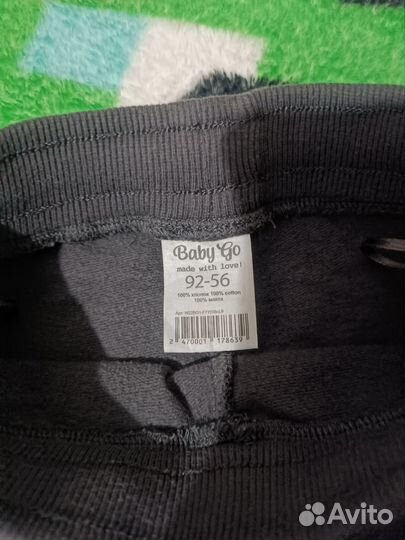 Baby Go
made with love!
92-56
100% хлопок 100% cotton
100% мақта
2 470001 178639
Avito